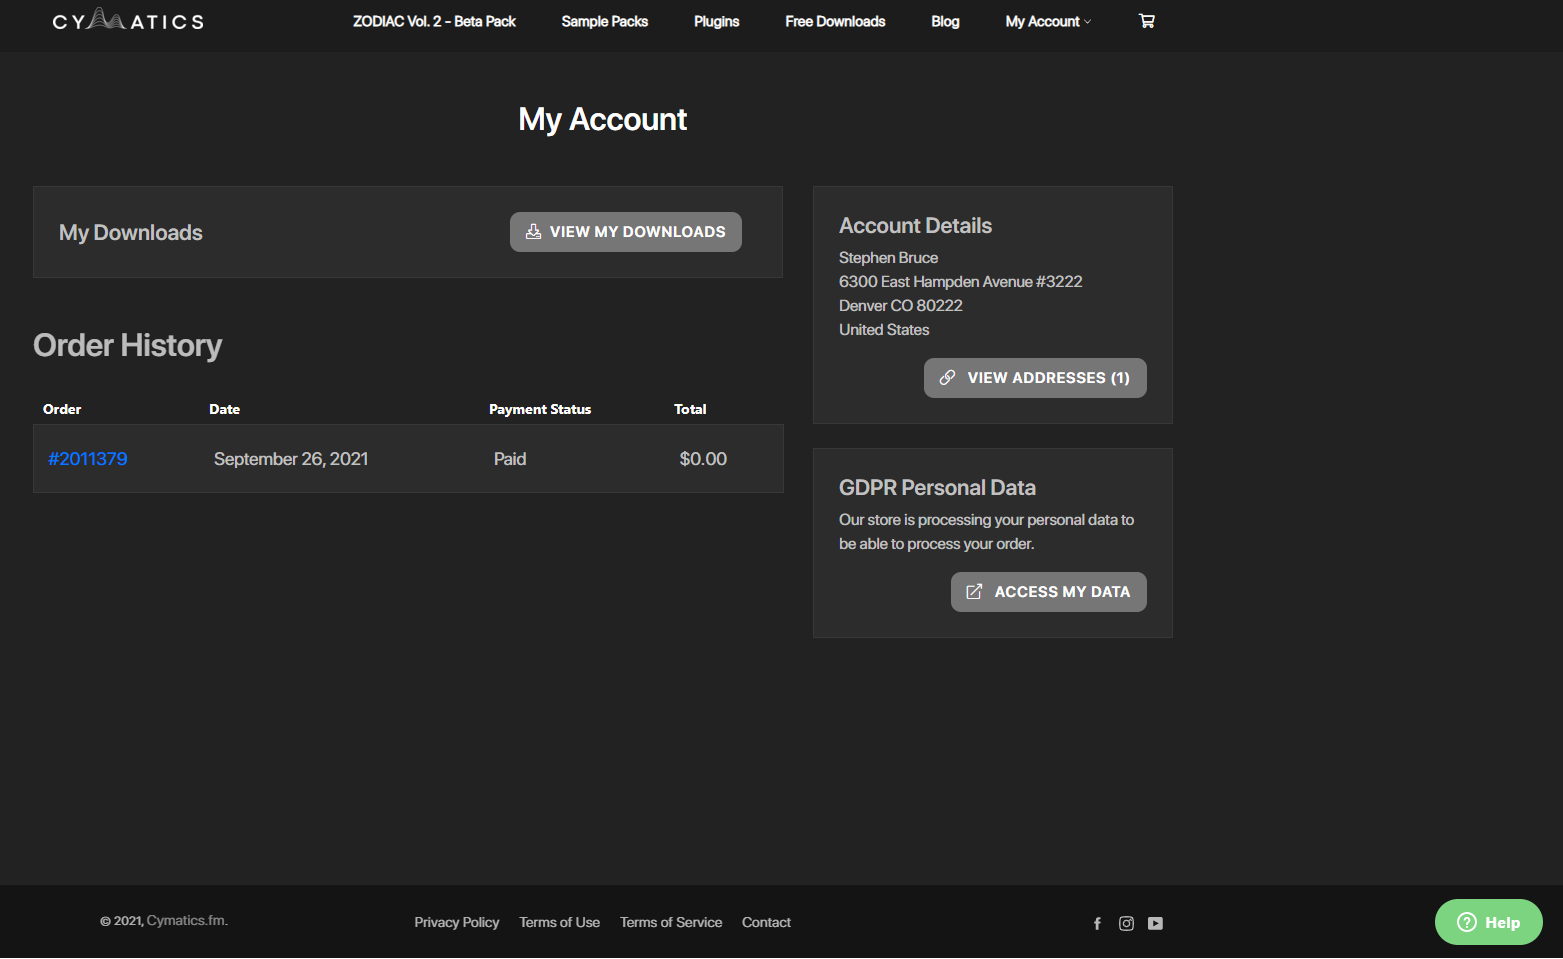 CYMATICS
ZODIAC Vol. 2 - Beta Pack
Sample Packs
Plugins
Free Downloads
Blog
My Account
My Account
My Downloads
VIEW MY DOWNLOADS
Order History
Order Date Payment Status Total
#2011379 September 26, 2021 Paid $0.00
Account Details
Stephen Bruce
6300 East Hampden Avenue #3222
Denver CO 80222
United States
VIEW ADDRESSES (1)
GDPR Personal Data
Our store is processing your personal data to
be able to process your order.
ACCESS MY DATA
© 2021, Cymatics.fm.
Privacy Policy
Terms of Use
Terms of Service
Contact
Help